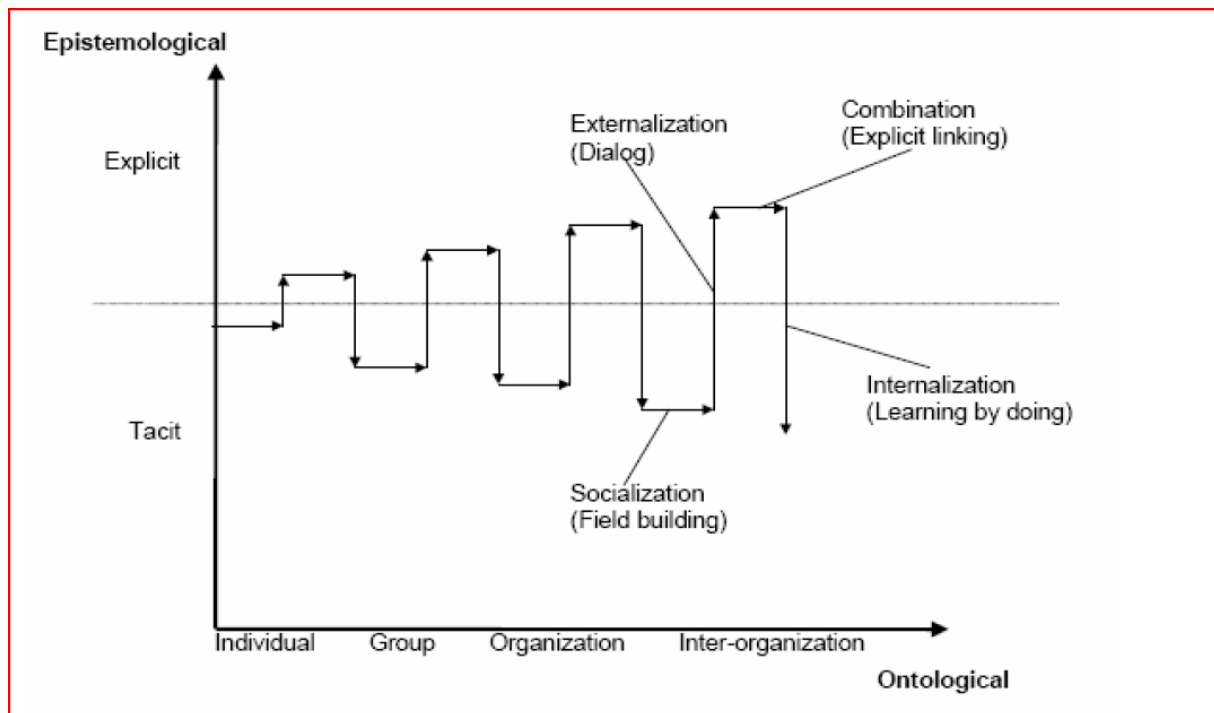 Epistemological
Explicit
Tacit
Externalization
(Dialog)
Combination
(Explicit linking)
Internalization
(Learning by doing)
Socialization
(Field building)
Individual Group Organization Inter-organization
Ontological